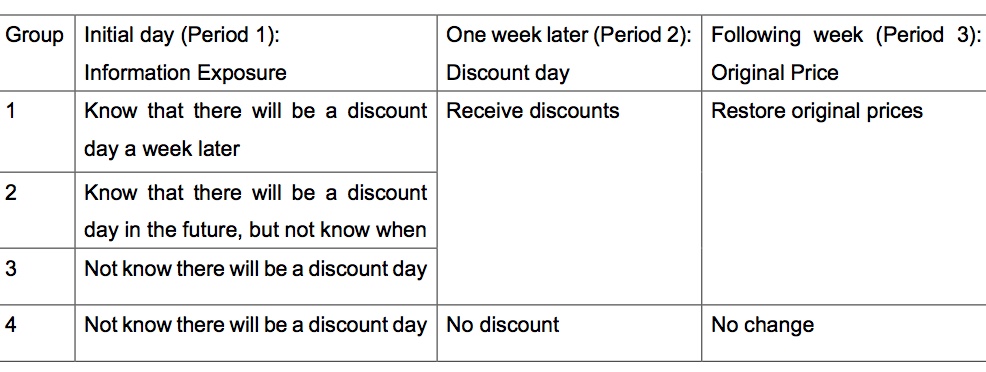 Group Initial day (Period 1): One week later (Period 2): Following week (Period 3):
Information Exposure Discount day Original Price
1 Know that there will be a discount Receive discounts Restore original prices
day a week later
2 Know that there will be a discount
day in the future, but not know when
3 Not know there will be a discount day
4 Not know there will be a discount day No discount No change